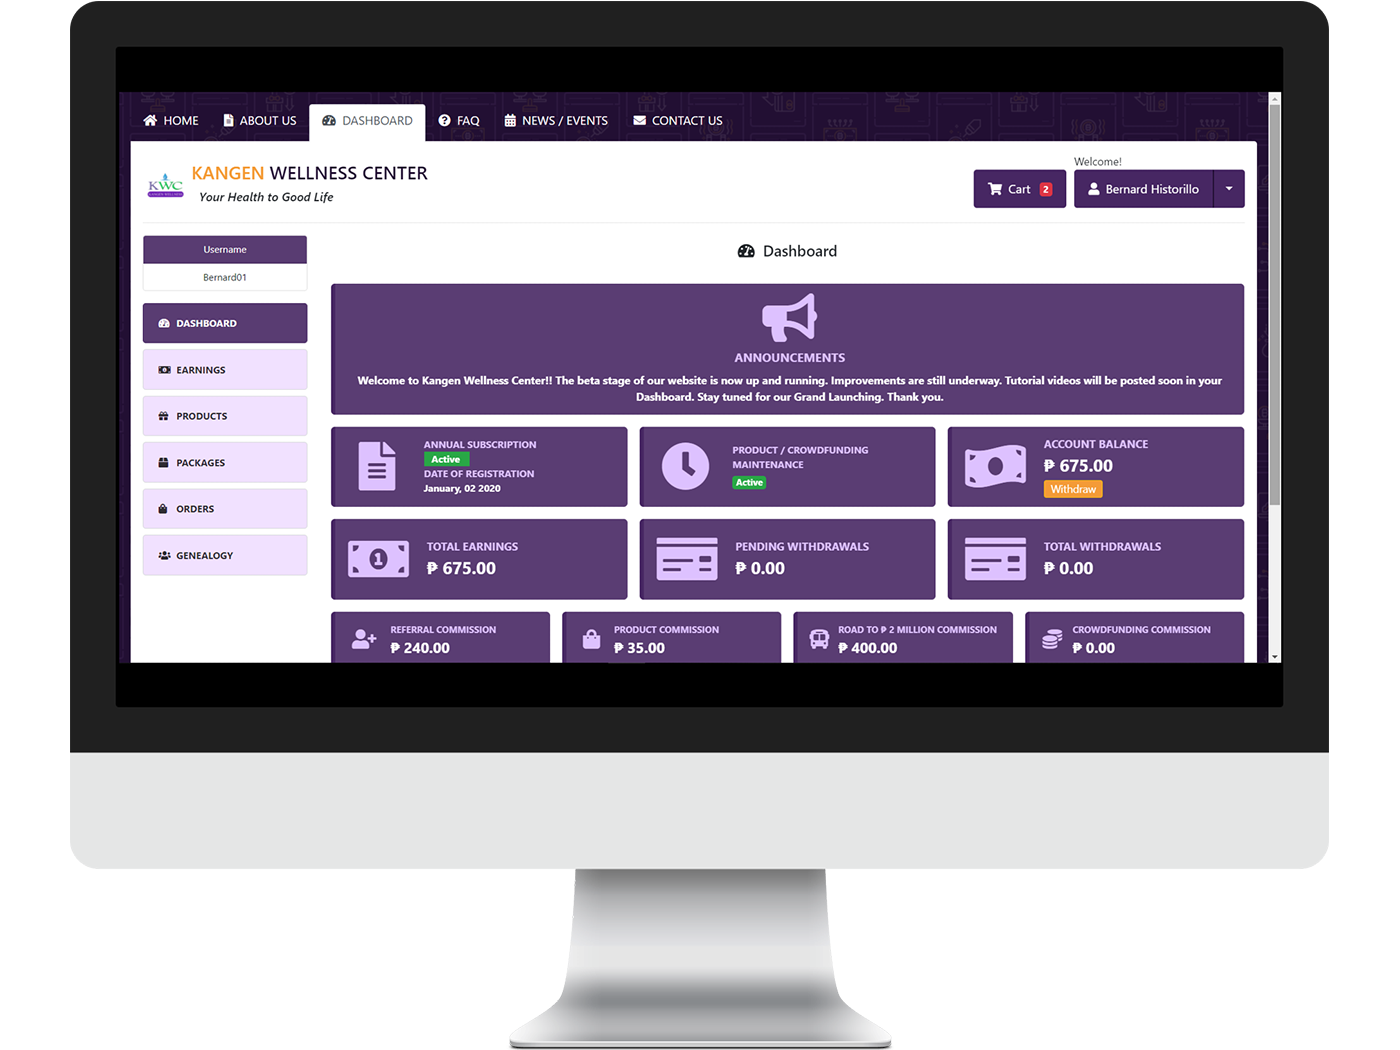 HOME ABOUT US DASHBOARD FAQ NEWS / EVENTS CONTACT US
KWC
KANGEN WELLNESS CENTER
Your Health to Good Life
Welcome!
Cart 2
Bernard Historillo
Username
Bernard01
DASHBOARD
EARNINGS
PRODUCTS
PACKAGES
ORDERS
GENEALOGY
Dashboard
ANNOUNCEMENTS
Welcome to Kangen Wellness Center!! The beta stage of our website is now up and running. Improvements are still underway. Tutorial videos will be posted soon in your
Dashboard. Stay tuned for our Grand Launching. Thank you.
ANNUAL SUBSCRIPTION
Active
DATE OF REGISTRATION
January, 02 2020
PRODUCT / CROWDFUNDING
MAINTENANCE
Active
ACCOUNT BALANCE
₱ 675.00
Withdraw
1
TOTAL EARNINGS
₱ 675.00
PENDING WITHDRAWALS
₱ 0.00
TOTAL WITHDRAWALS
₱ 0.00
REFERRAL COMMISSION
₱ 240.00
PRODUCT COMMISSION
₱ 35.00
ROAD TO ₱ 2 MILLION COMMISSION
₱ 400.00
CROWDFUNDING COMMISSION
₱ 0.00